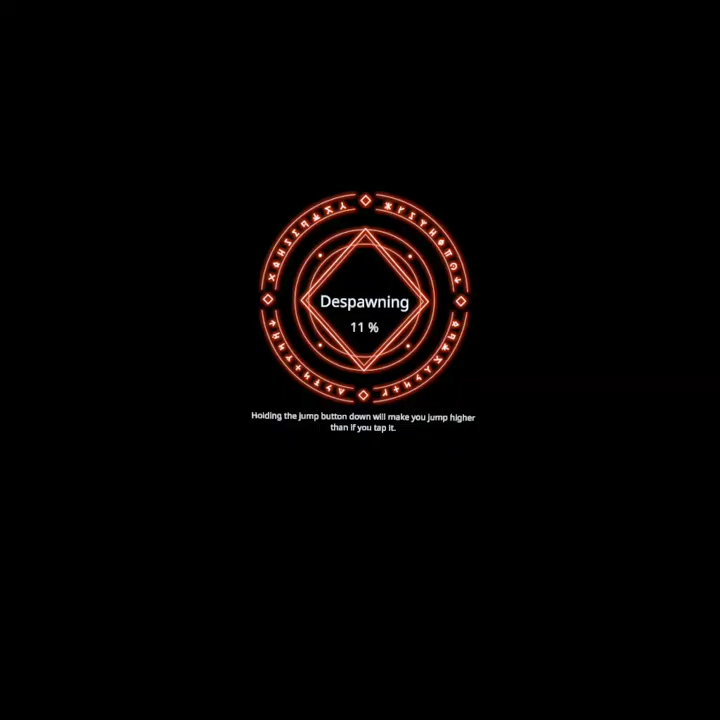 Despawning
11 %
Holding the jump button down will make you jump higher
than if you tap it.